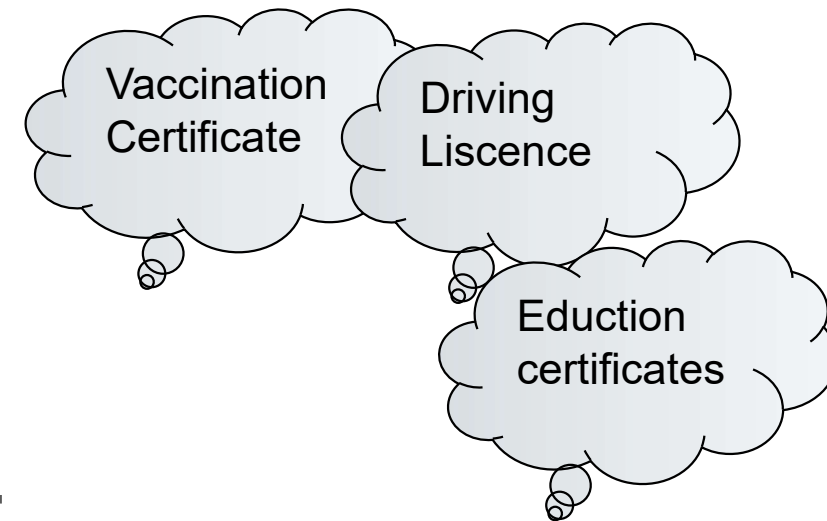 Vaccination
Certificate
Driving
Liscence
Eduction
certificates